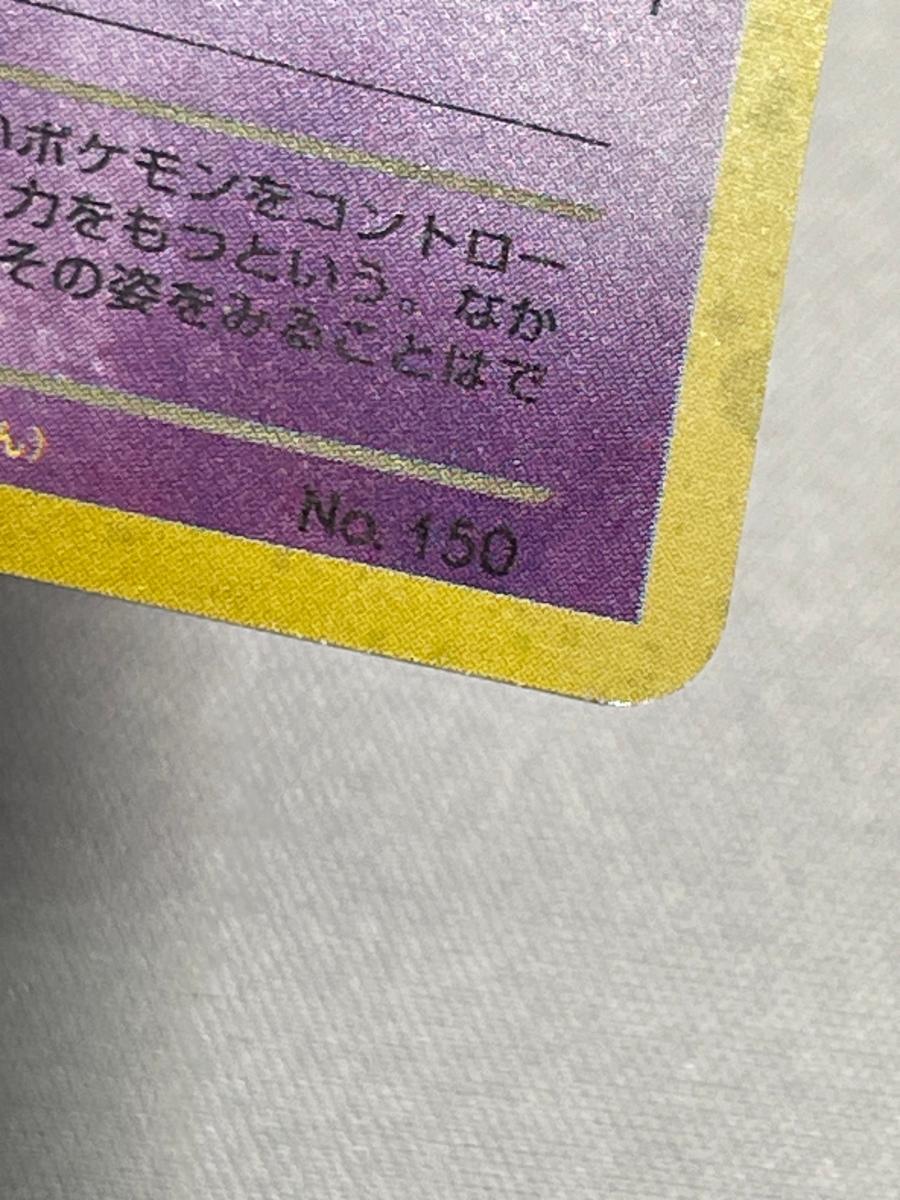 ポケモンをコントロー
力をもつという。なか
その姿をみることはで
ん)
No. 150